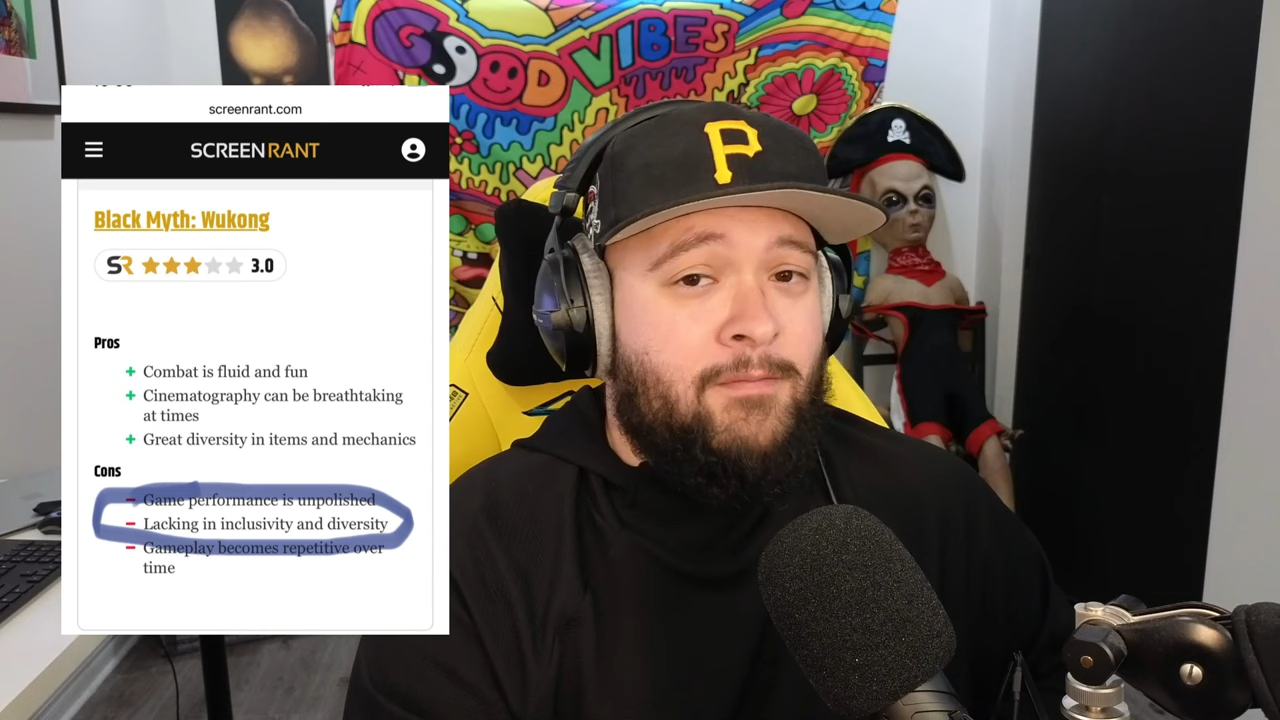 GOOD VIBES
screenrant.com
SCREENRANT
Black Myth: Wukong
SR 3.0
Pros
+ Combat is fluid and fun
+ Cinematography can be breathtaking
at times
+ Great diversity in items and mechanics
Cons
- Game performance is unpolished
- Lacking in inclusivity and diversity
- Gameplay becomes repetitive over
time
P